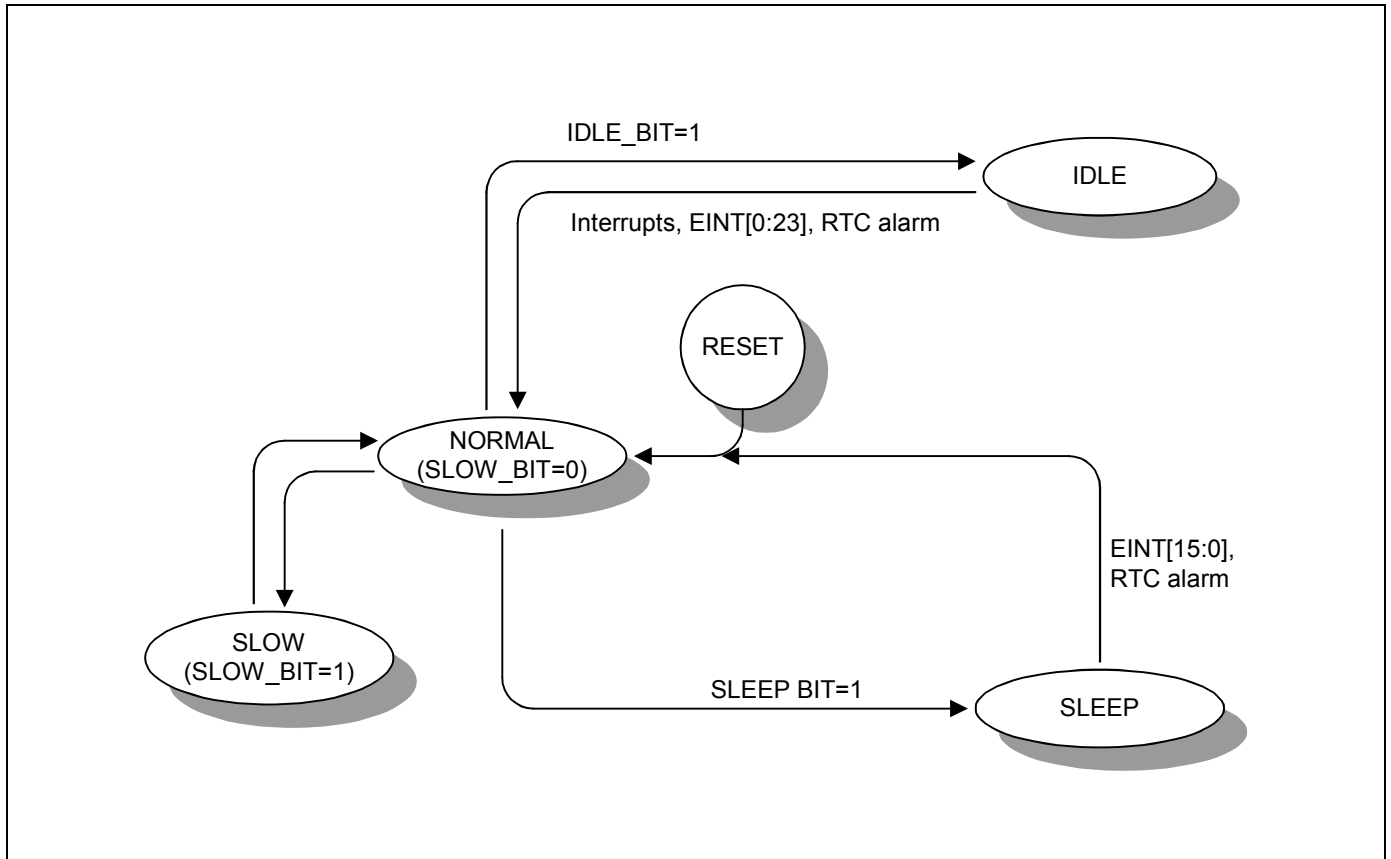 IDLE_BIT=1
IDLE
Interrupts, EINT[0:23], RTC alarm
RESET
NORMAL
(SLOW_BIT=0)
EINT[15:0],
RTC alarm
SLOW
(SLOW_BIT=1)
SLEEP BIT=1
SLEEP